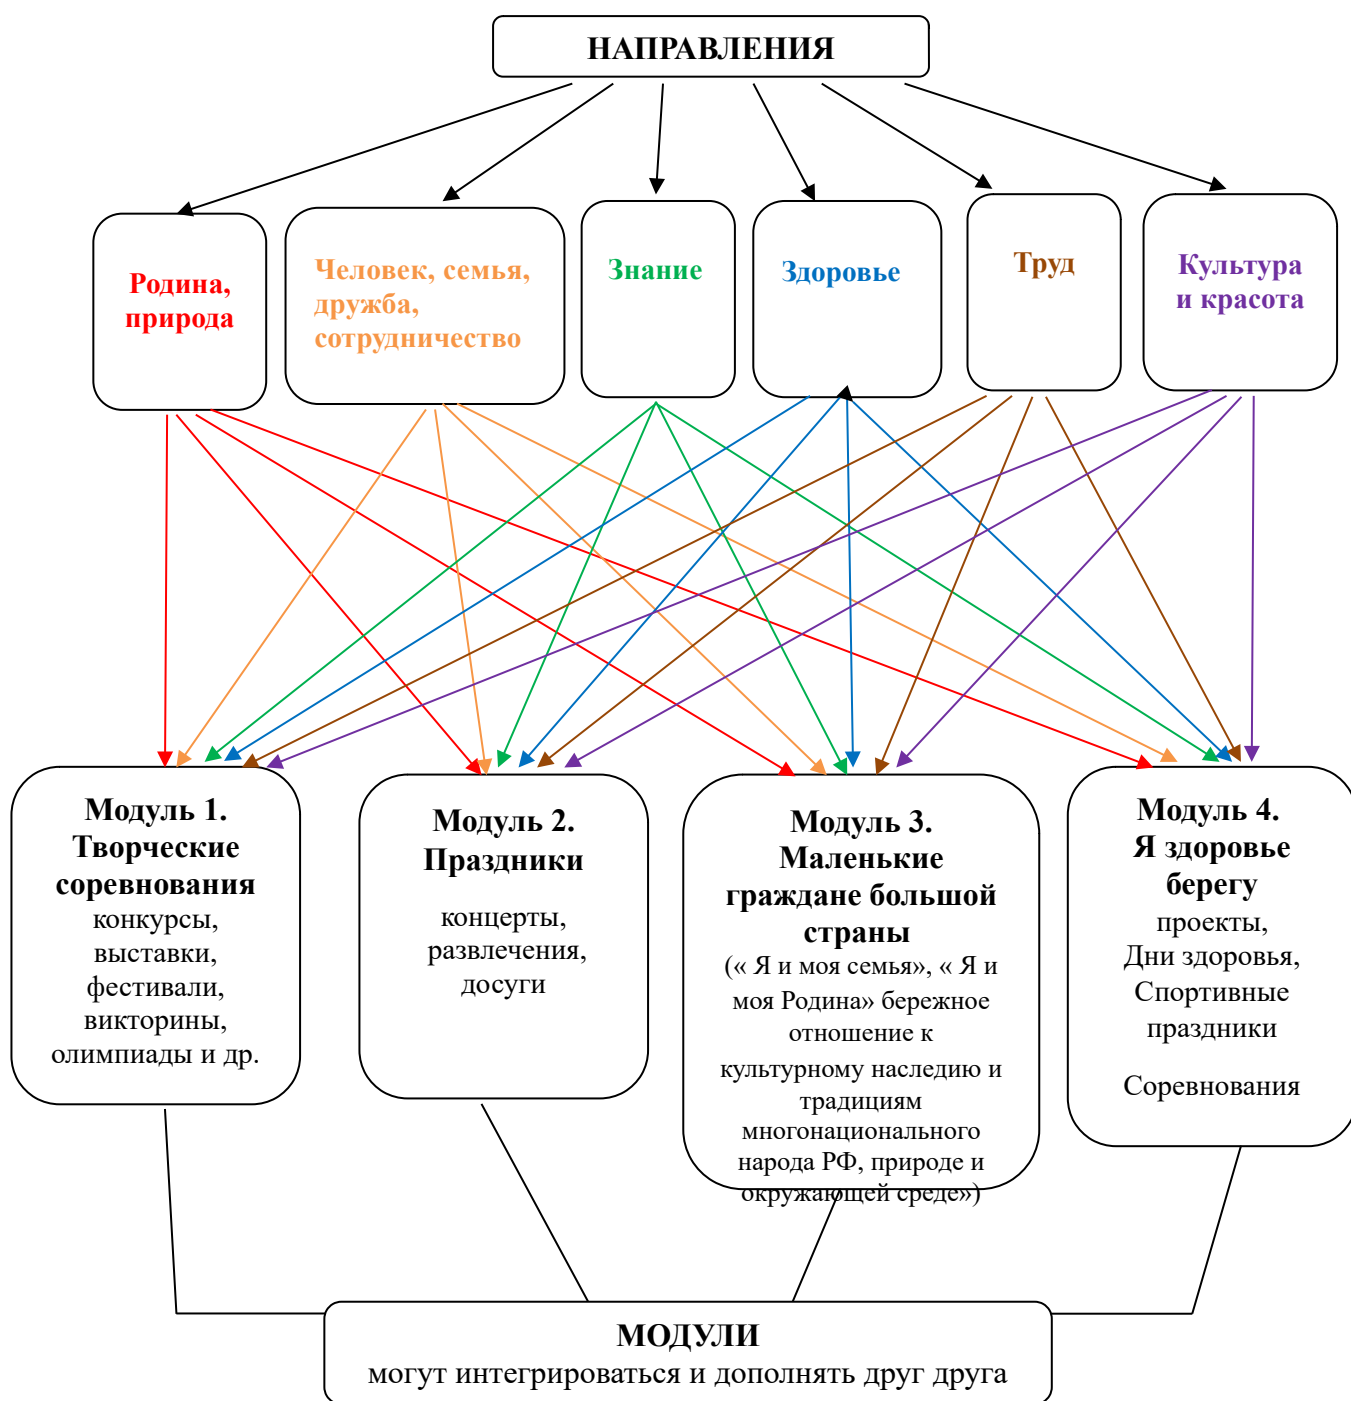 НАПРАВЛЕНИЯ
Родина,
природа
Человек, семья,
дружба,
сотрудничество
Знание
Здоровье
Труд
Культура
и красота
Модуль 1.
Творческие
соревнования
конкурсы,
выставки,
фестивали,
викторины,
олимпиады и др.
Модуль 2.
Праздники
концерты,
развлечения,
досуги
Модуль 3.
Маленькие
граждане большой
страны
(« Я и моя семья», « Я и
моя Родина» бережное
отношение к
культурному наследию и
традициям
многонационального
народа РФ, природе и
окружающей среде»)
Модуль 4.
Я здоровье
берегу
проекты,
Дни здоровья,
Спортивные
праздники
Соревнования
МОДУЛИ
могут интегрироваться и дополнять друг друга